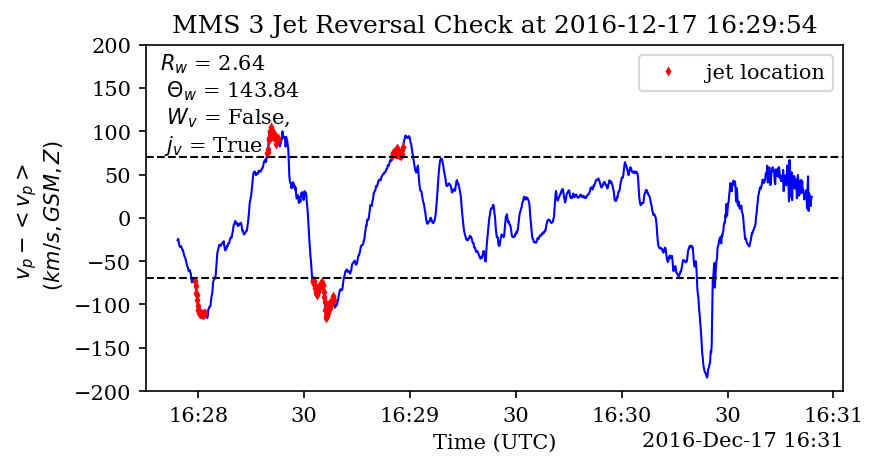 MMS 3 Jet Reversal Check at 2016-12-17 16:29:54
R_w = 2.64
Θ_w = 143.84
W_v = False,
j_v = True
jet location
v_p − < v_p >
(km/s, GSM, Z)
200
150
100
50
0
−50
−100
−150
−200
16:28
30
16:29
30
16:30
30
16:31
Time (UTC)
2016-Dec-17 16:31